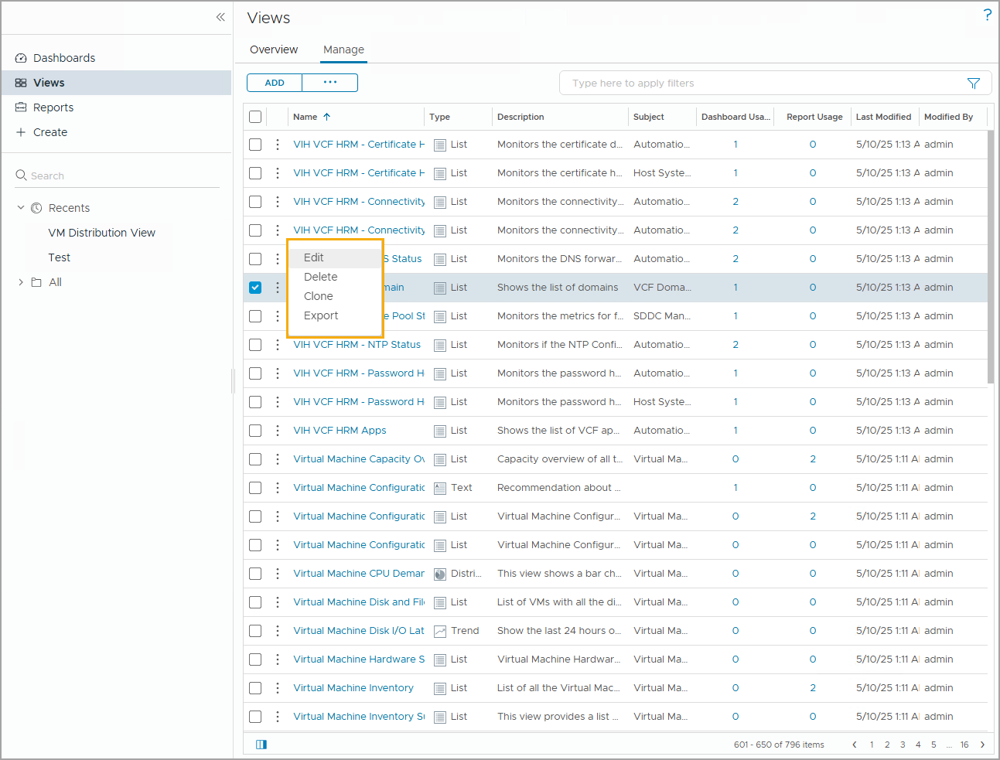 Views
?
Overview Manage
Dashboards
Views
Reports
Create
Search
Recents
VM Distribution View
Test
All
ADD ...
Type here to apply filters
Name Type Description Subject Dashboard Usa... Report Usage Last Modified Modified By
VIH VCF HRM - Certificate H List Monitors the certificate d... Automatio... 1 0 5/10/25 1:13 A admin
VIH VCF HRM - Certificate H List Monitors the certificate h... Host Syste... 1 0 5/10/25 1:13 A admin
VIH VCF HRM - Connectivity List Monitors the connectivity... Automatio... 2 0 5/10/25 1:13 A admin
VIH VCF HRM - Connectivity List Monitors the connectivity... Automatio... 2 0 5/10/25 1:13 A admin
S Status List Monitors the DNS forwar... Automatio... 2 0 5/10/25 1:13 A admin
main List Shows the list of domains VCF Doma... 1 0 5/10/25 1:13 A admin
e Pool St List Monitors the metrics for f... SDDC Man... 1 0 5/10/25 1:13 A admin
Edit
Delete
Clone
Export
VIH VCF HRM - NTP Status List Monitors if the NTP Confi... Automatio... 2 0 5/10/25 1:13 A admin
VIH VCF HRM - Password H List Monitors the password h... Automatio... 1 0 5/10/25 1:13 A admin
VIH VCF HRM - Password H List Monitors the password h... Host Syste... 1 0 5/10/25 1:13 A admin
VIH VCF HRM Apps List Shows the list of VCF ap... Automatio... 1 0 5/10/25 1:13 A admin
Virtual Machine Capacity Ov List Capacity overview of all t... Virtual Ma... 0 2 5/10/25 1:11 A admin
Virtual Machine Configuratio Text Recommendation about ... 1 0 5/10/25 1:11 A admin
Virtual Machine Configuratio List Virtual Machine Configur... Virtual Ma... 0 2 5/10/25 1:11 A admin
Virtual Machine Configuratio List Virtual Machine Configur... Virtual Ma... 0 0 5/10/25 1:11 A admin
Virtual Machine CPU Deman Distri... This view shows a bar ch... Virtual Ma... 0 0 5/10/25 1:11 A admin
Virtual Machine Disk and File List List of VMs with all the di... Virtual Ma... 0 0 5/10/25 1:11 A admin
Virtual Machine Disk I/O Lat Trend Show the last 24 hours o... Virtual Ma... 0 0 5/10/25 1:11 A admin
Virtual Machine Hardware S List Virtual Machine Hardwar... Virtual Ma... 0 0 5/10/25 1:11 A admin
Virtual Machine Inventory List List of all the Virtual Mac... Virtual Ma... 0 2 5/10/25 1:11 A admin
Virtual Machine Inventory Su List This view provides a list ... Virtual Ma... 0 0 5/10/25 1:11 A admin
601 - 650 of 796 items 1 2 3 4 5 ... 16